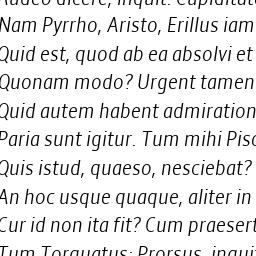 Audeo dicere, inquit. Cupiditat
Nam Pyrrho, Aristo, Erillus iam
Quid est, quod ab ea absolvi et
Quonam modo? Urgent tamen
Quid autem habent admiration
Paria sunt igitur. Tum mihi Piso
Quis istud, quaeso, nesciebat?
An hoc usque quaque, aliter in
Cur id non ita fit? Cum praesert
Tum Torquatus: Prorsus, inquit